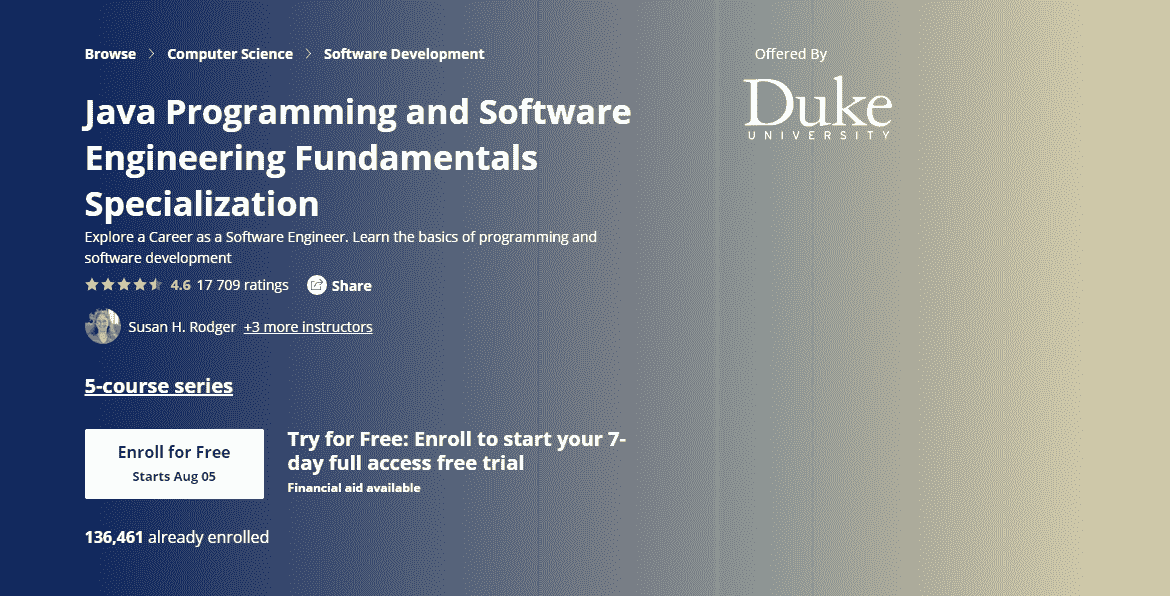 Browse > Computer Science > Software Development
Offered By
Duke
UNIVERSITY
Java Programming and Software
Engineering Fundamentals
Specialization
Explore a Career as a Software Engineer. Learn the basics of programming and
software development
4.6 17 709 ratings Share
Susan H. Rodger +3 more instructors
5-course series
Enroll for Free
Starts Aug 05
Try for Free: Enroll to start your 7-
day full access free trial
Financial aid available
136,461 already enrolled